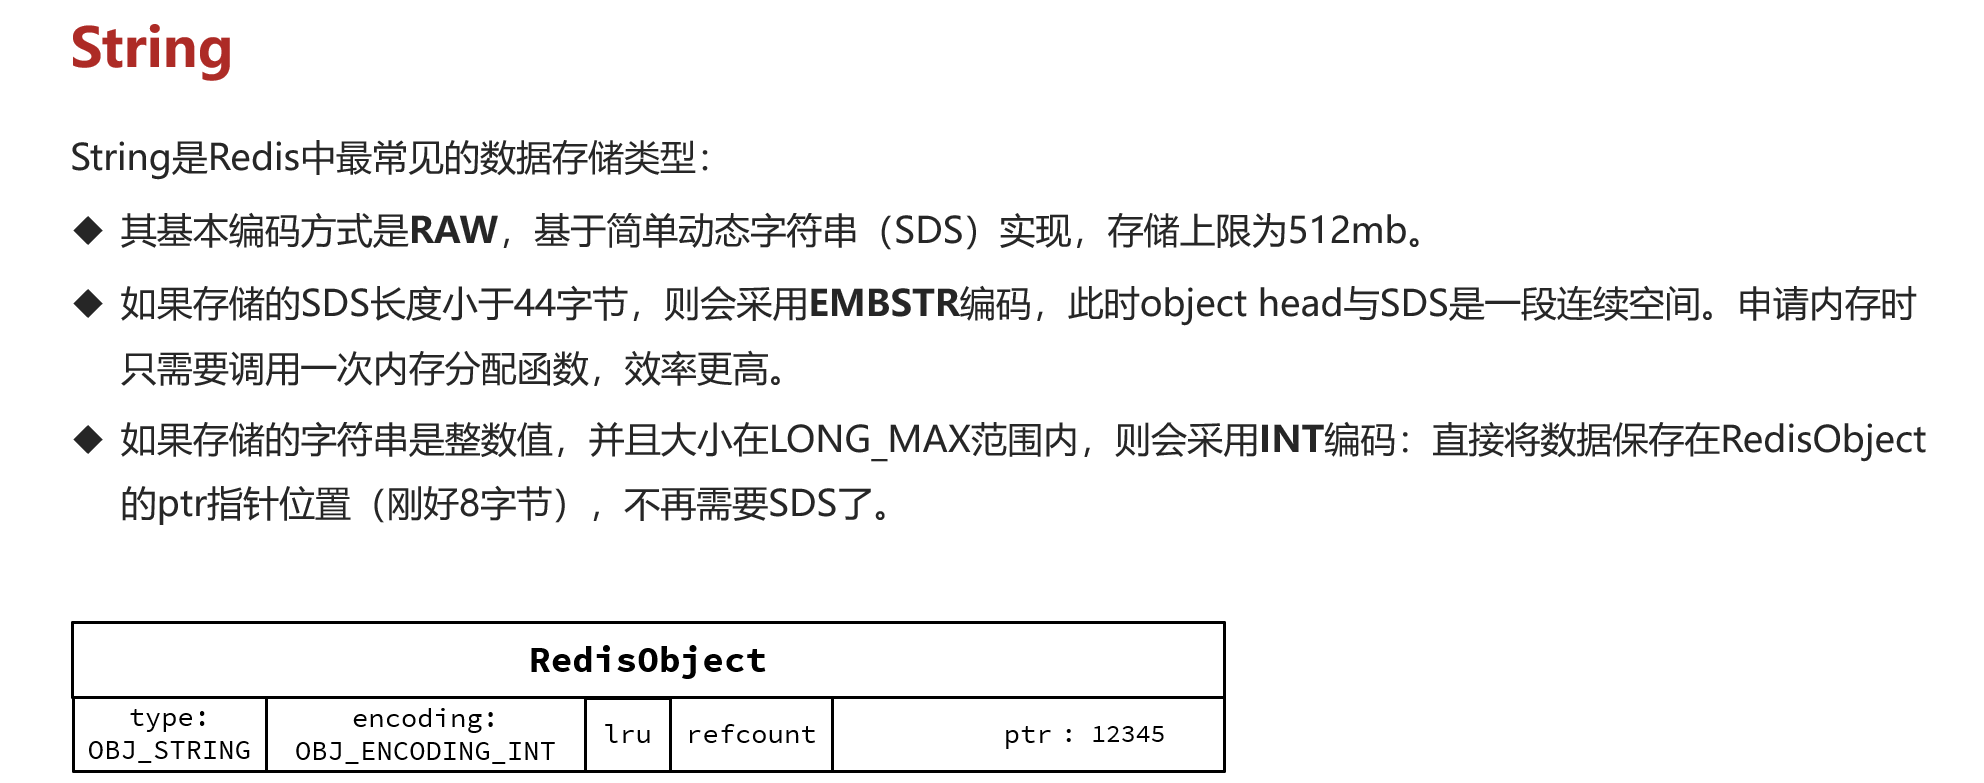 String
String是Redis中最常见的数据存储类型：
◆ 其基本编码方式是RAW，基于简单动态字符串（SDS）实现，存储上限为512mb。
◆ 如果存储的SDS长度小于44字节，则会采用EMBSTR编码，此时object head与SDS是一段连续空间。申请内存时
只需要调用一次内存分配函数，效率更高。
◆ 如果存储的字符串是整数值，并且大小在LONG_MAX范围内，则会采用INT编码：直接将数据保存在RedisObject
的ptr指针位置（刚好8字节），不再需要SDS了。
RedisObject
type:
OBJ_STRING
encoding:
OBJ_ENCODING_INT
lru
refcount
ptr : 12345